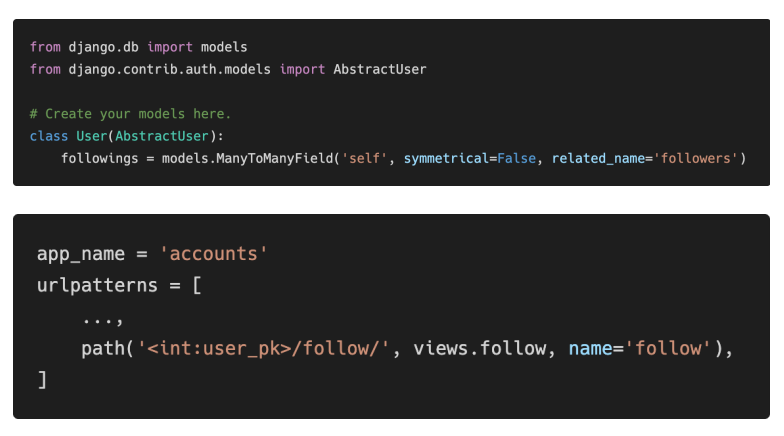 from django.db import models
from django.contrib.auth.models import AbstractUser
# Create your models here.
class User(AbstractUser):
    followings = models.ManyToManyField('self', symmetrical=False, related_name='followers')
app_name = 'accounts'
urlpatterns = [
    ...,
    path('<int:user_pk>/follow/', views.follow, name='follow'),
]